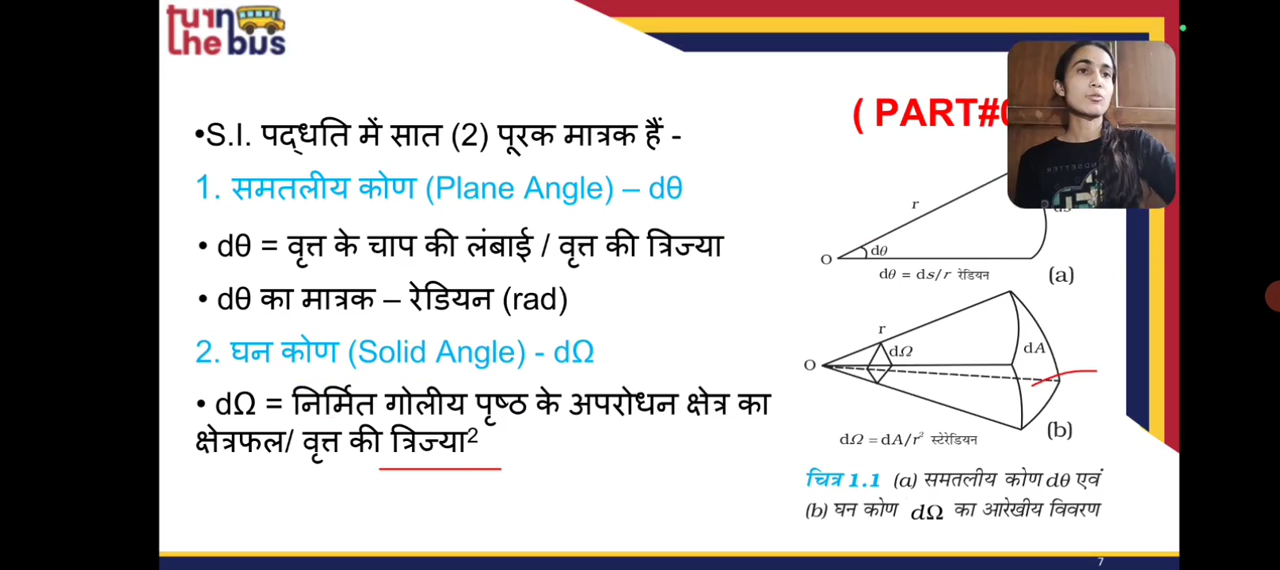 turn
the bus
( PART#
•S.I. पद्धति में सात (2) पूरक मात्रक हैं -
1. समतलीय कोण (Plane Angle) – dθ
• dθ = वृत्त के चाप की लंबाई / वृत्त की त्रिज्या
• dθ का मात्रक – रेडियन (rad)
2. घन कोण (Solid Angle) - dΩ
• dΩ = निर्मित गोलीय पृष्ठ के अपरोधन क्षेत्र का
क्षेत्रफल/ वृत्त की त्रिज्या²
r
O
dθ
dθ = ds/r रेडियन
(a)
r
O
dΩ
dA
(b)
dΩ = dA/r² स्टेरेडियन
चित्र 1.1 (a) समतलीय कोण dθ एवं
(b) घन कोण dΩ का आरेखीय विवरण
7